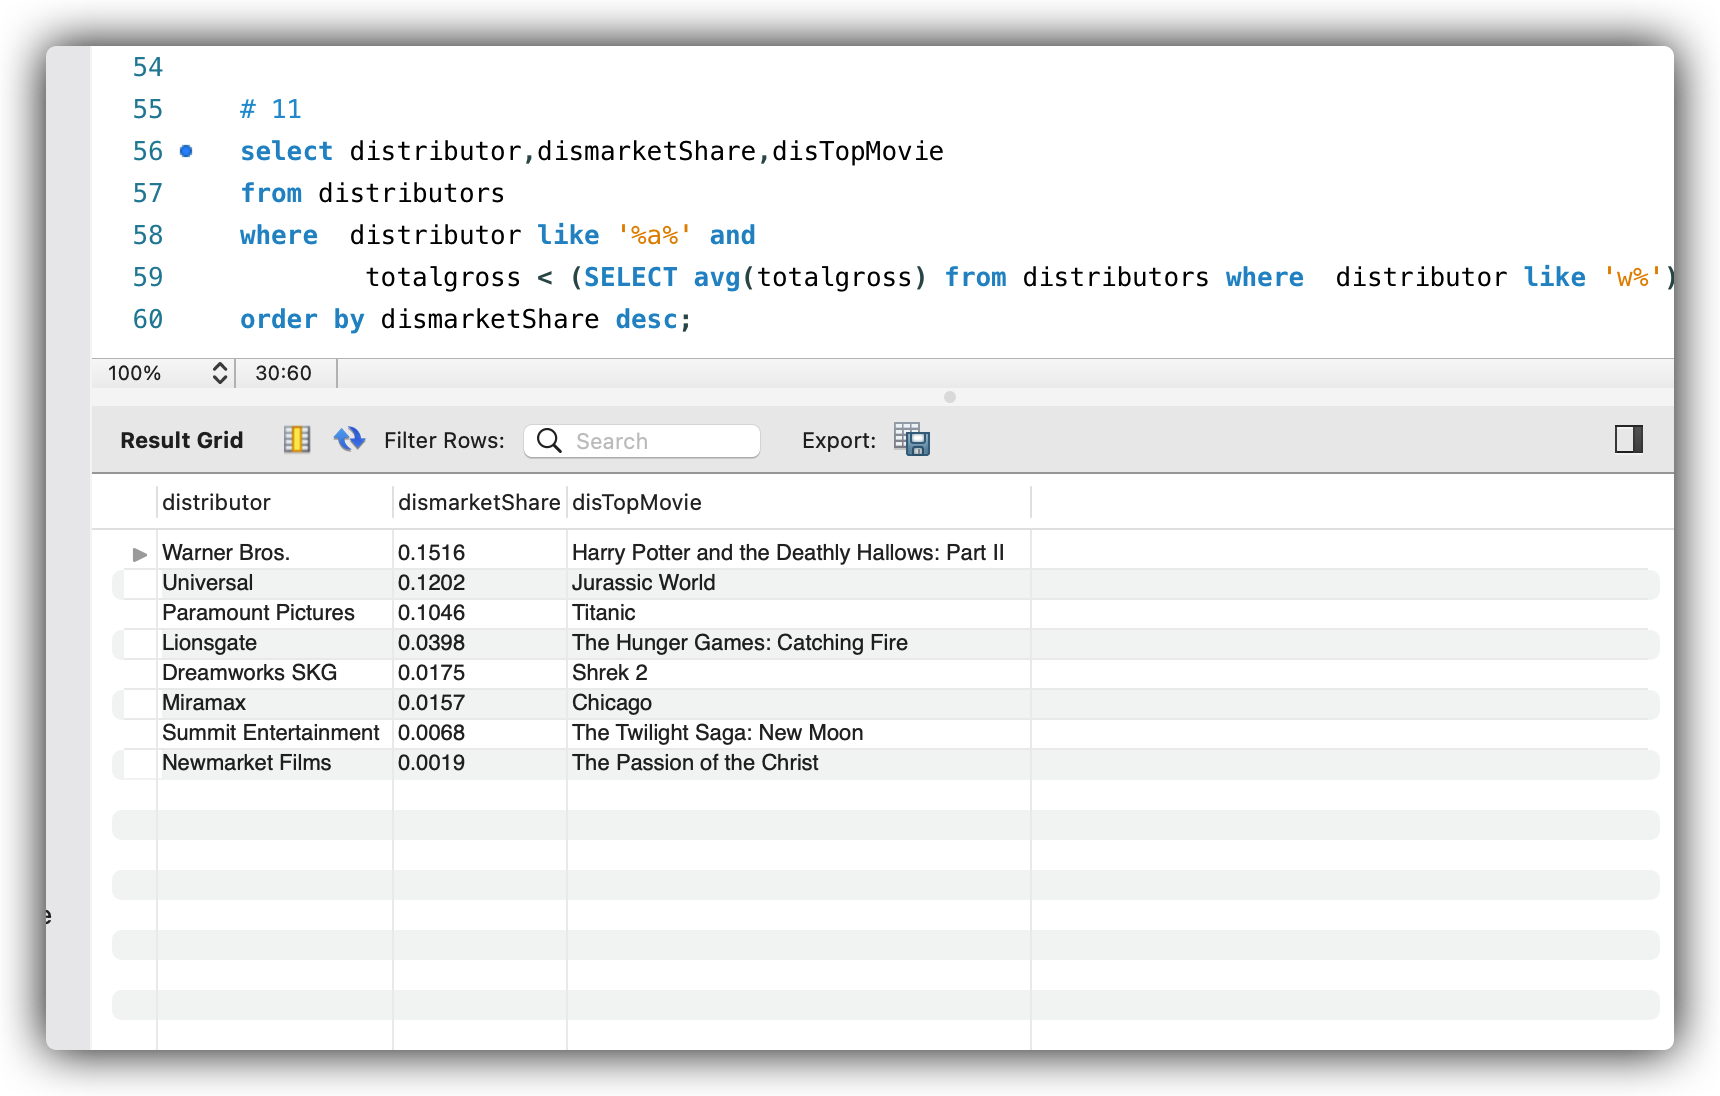 54
55 # 11
56 select distributor,dismarketShare,disTopMovie
57 from distributors
58 where  distributor like '%a%' and
59 totalgross < (SELECT avg(totalgross) from distributors where  distributor like 'w%')
60 order by dismarketShare desc;
100% 30:60
Result Grid Filter Rows: Search Export:
distributor dismarketShare disTopMovie
Warner Bros. 0.1516 Harry Potter and the Deathly Hallows: Part II
Universal 0.1202 Jurassic World
Paramount Pictures 0.1046 Titanic
Lionsgate 0.0398 The Hunger Games: Catching Fire
Dreamworks SKG 0.0175 Shrek 2
Miramax 0.0157 Chicago
Summit Entertainment 0.0068 The Twilight Saga: New Moon
Newmarket Films 0.0019 The Passion of the Christ
e